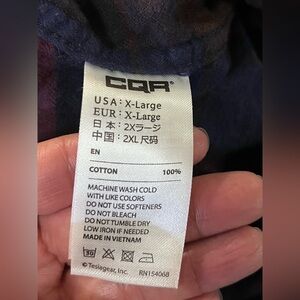 CQR®
USA : X-Large
EUR : X-Large
日 本 : 2Xラージ
中国 : 2XL 尺码
EN
COTTON 100%
MACHINE WASH COLD
WITH LIKE COLORS
DO NOT USE SOFTENERS
DO NOT BLEACH
DO NOT TUMBLE DRY
LOW IRON IF NEEDED
MADE IN VIETNAM
30
© Teslagear, Inc. RN154068